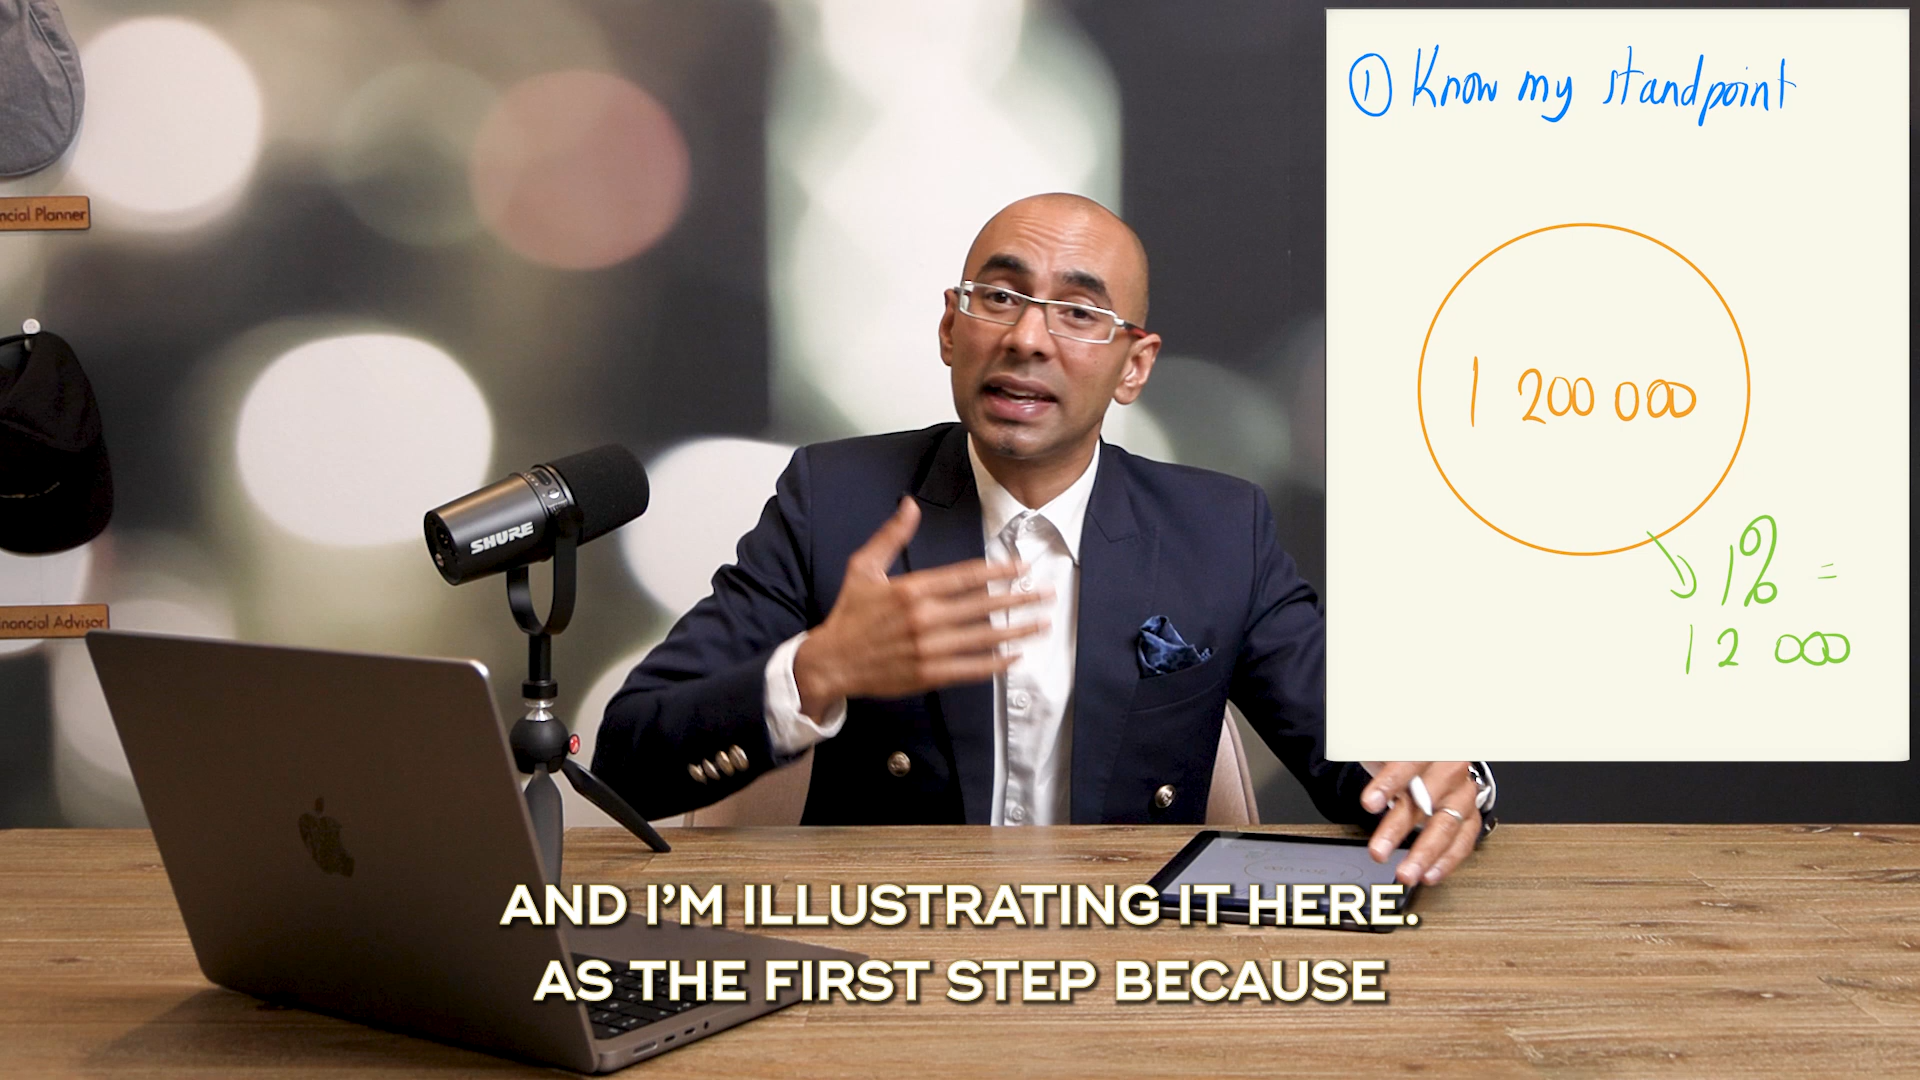 ① Know my standpoint
1 200 000
1% =
12 000
ncial Planner
inancial Advisor
SHURE
AND I'M ILLUSTRATING IT HERE.
AS THE FIRST STEP BECAUSE